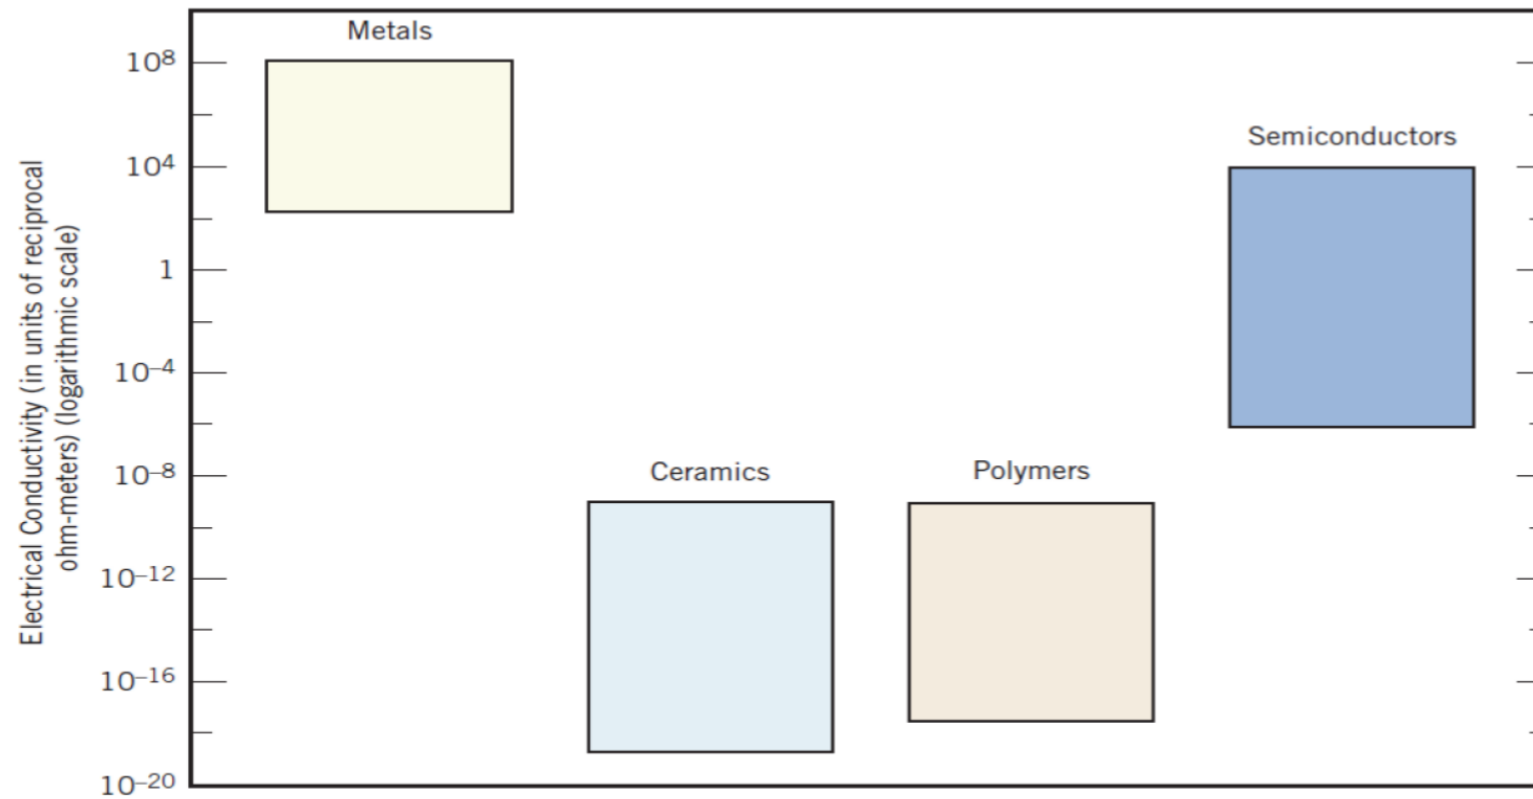 Metals
10⁸
Semiconductors
10⁴
1
10⁻⁴
10⁻⁸
Ceramics
Polymers
10⁻¹²
10⁻¹⁶
10⁻²⁰
Electrical Conductivity (in units of reciprocal
ohm-meters) (logarithmic scale)